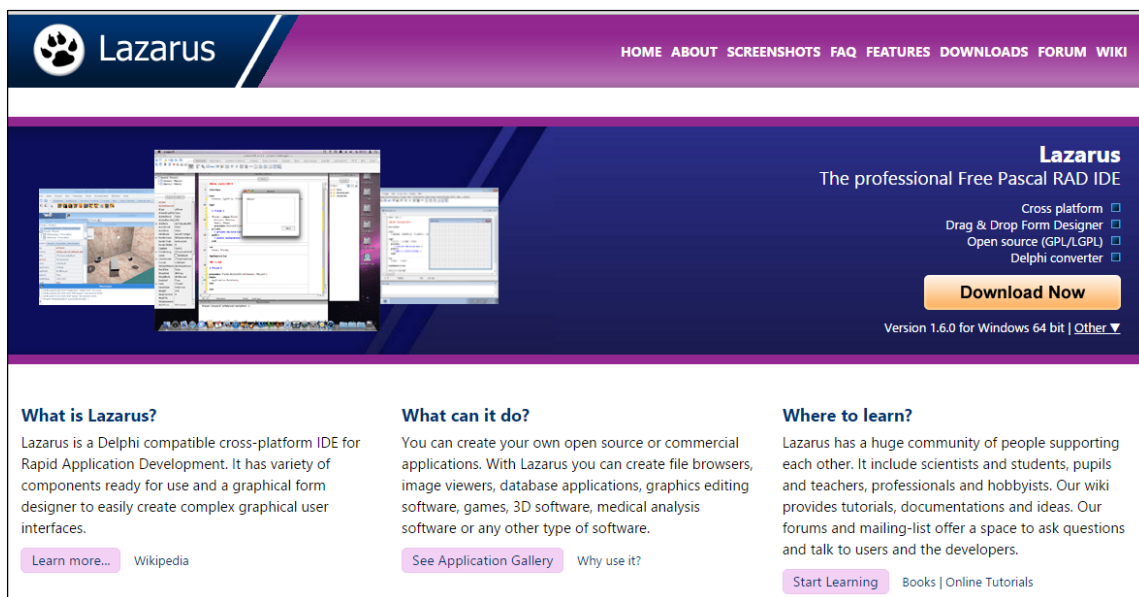 Lazarus
HOME ABOUT SCREENSHOTS FAQ FEATURES DOWNLOADS FORUM WIKI
Lazarus
The professional Free Pascal RAD IDE
Cross platform
Drag & Drop Form Designer
Open source (GPL/LGPL)
Delphi converter
Download Now
Version 1.6.0 for Windows 64 bit | Other ▼
What is Lazarus?
Lazarus is a Delphi compatible cross-platform IDE for
Rapid Application Development. It has variety of
components ready for use and a graphical form
designer to easily create complex graphical user
interfaces.
Learn more... Wikipedia
What can it do?
You can create your own open source or commercial
applications. With Lazarus you can create file browsers,
image viewers, database applications, graphics editing
software, games, 3D software, medical analysis
software or any other type of software.
See Application Gallery Why use it?
Where to learn?
Lazarus has a huge community of people supporting
each other. It include scientists and students, pupils
and teachers, professionals and hobbyists. Our wiki
provides tutorials, documentations and ideas. Our
forums and mailing-list offer a space to ask questions
and talk to users and the developers.
Start Learning Books | Online Tutorials